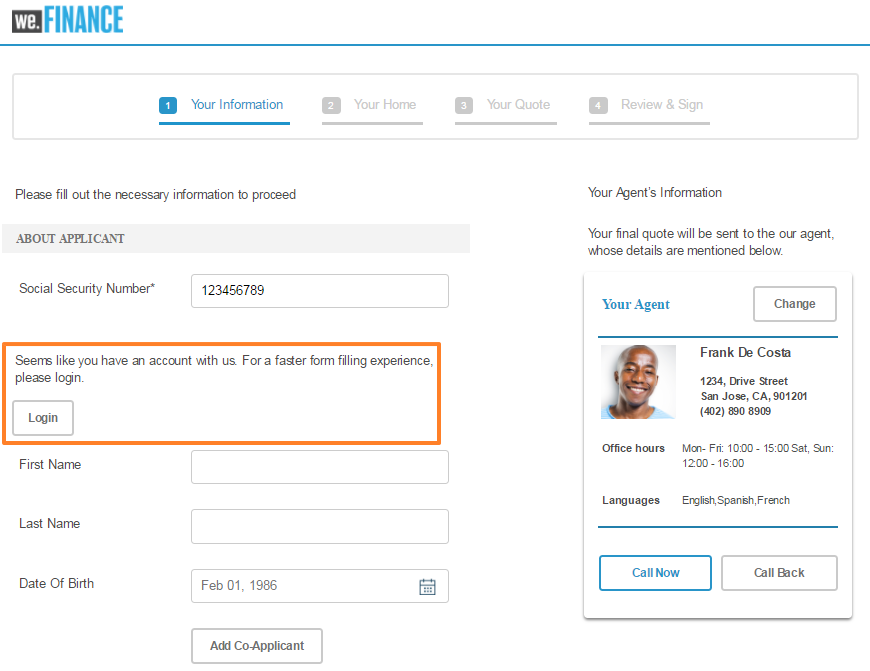 we.FINANCE
1 Your Information 2 Your Home 3 Your Quote 4 Review & Sign
Please fill out the necessary information to proceed
ABOUT APPLICANT
Social Security Number*
123456789
Seems like you have an account with us. For a faster form filling experience,
please login.
Login
First Name
Last Name
Date Of Birth
Feb 01, 1986
Add Co-Applicant
Your Agent's Information
Your final quote will be sent to the our agent,
whose details are mentioned below.
Your Agent
Change
Frank De Costa
1234, Drive Street
San Jose, CA, 901201
(402) 890 8909
Office hours
Mon- Fri: 10:00 - 15:00 Sat, Sun:
12:00 - 16:00
Languages
English,Spanish,French
Call Now
Call Back